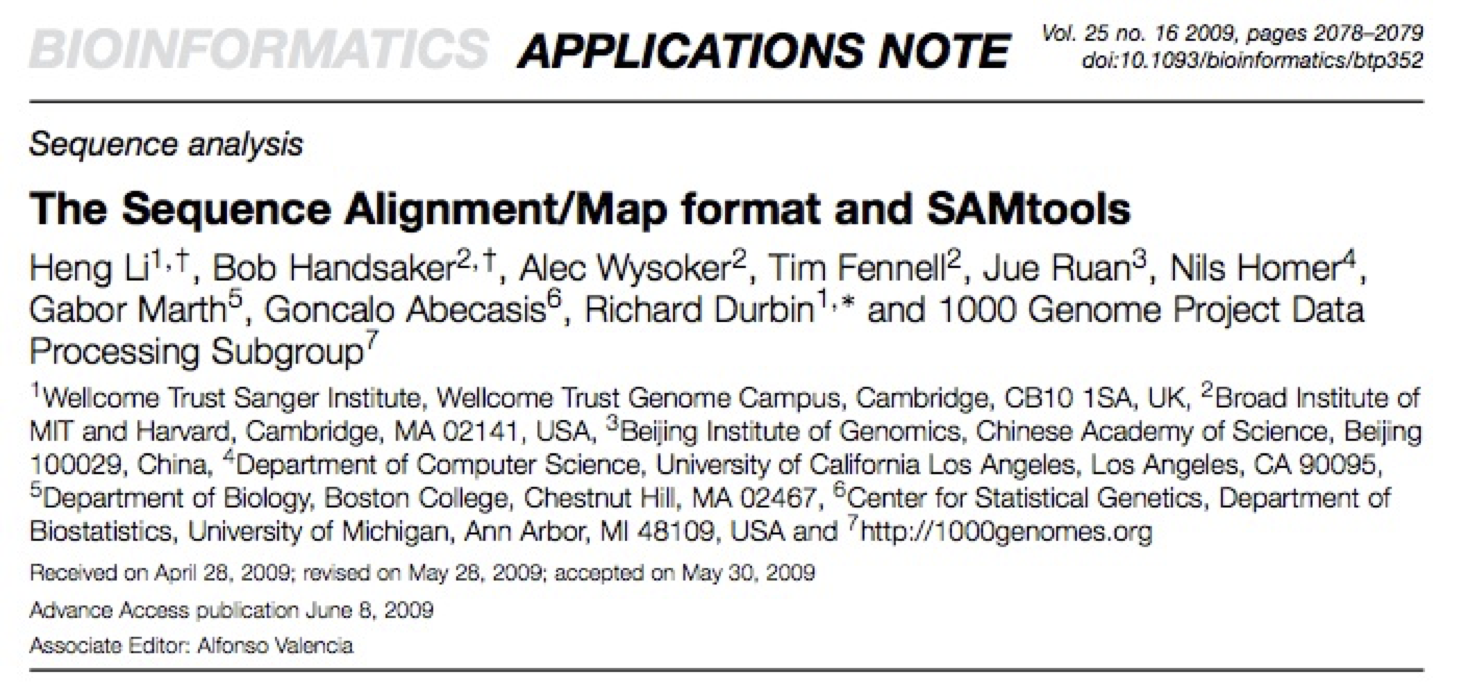 BIOINFORMATICS APPLICATIONS NOTE
Vol. 25 no. 16 2009, pages 2078–2079
doi:10.1093/bioinformatics/btp352
Sequence analysis
The Sequence Alignment/Map format and SAMtools
Heng Li1,†, Bob Handsaker2,†, Alec Wysoker2, Tim Fennell2, Jue Ruan3, Nils Homer4,
Gabor Marth5, Goncalo Abecasis6, Richard Durbin1,* and 1000 Genome Project Data
Processing Subgroup7
1Wellcome Trust Sanger Institute, Wellcome Trust Genome Campus, Cambridge, CB10 1SA, UK, 2Broad Institute of
MIT and Harvard, Cambridge, MA 02141, USA, 3Beijing Institute of Genomics, Chinese Academy of Science, Beijing
100029, China, 4Department of Computer Science, University of California Los Angeles, Los Angeles, CA 90095,
5Department of Biology, Boston College, Chestnut Hill, MA 02467, 6Center for Statistical Genetics, Department of
Biostatistics, University of Michigan, Ann Arbor, MI 48109, USA and 7http://1000genomes.org
Received on April 28, 2009; revised on May 28, 2009; accepted on May 30, 2009
Advance Access publication June 8, 2009
Associate Editor: Alfonso Valencia